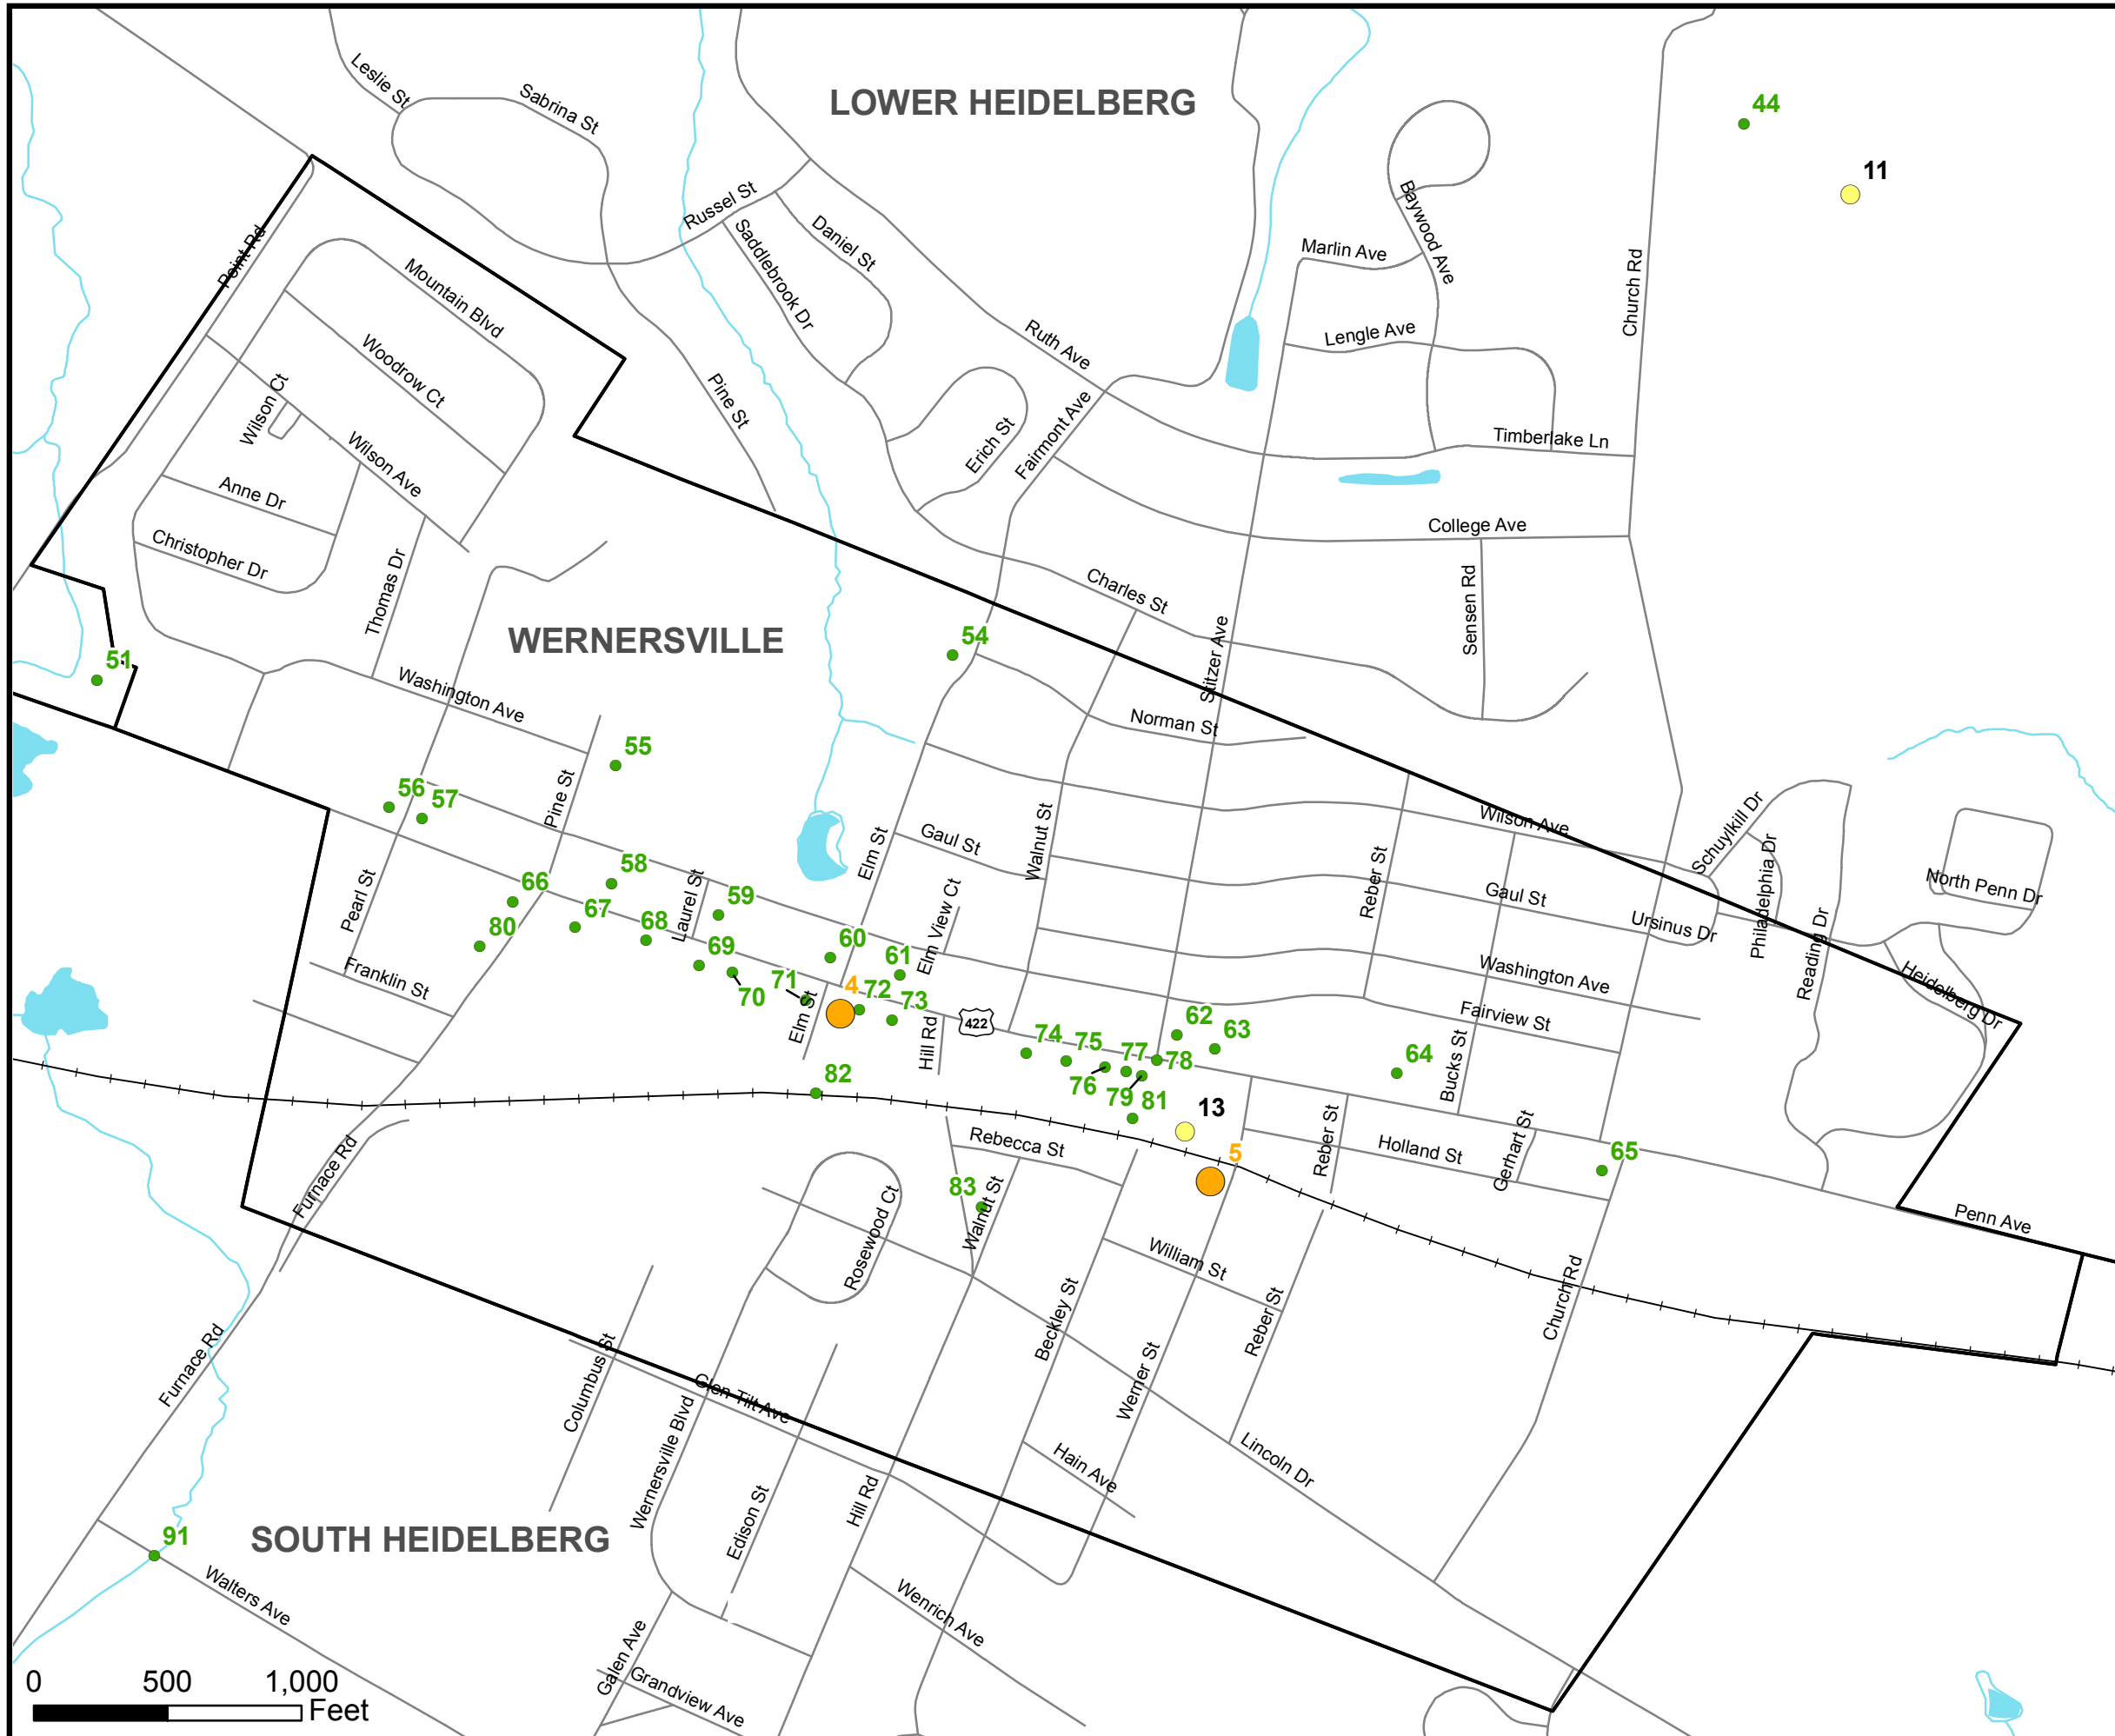 Leslie St
Sabrina St
LOWER HEIDELBERG
44
11
Russel St
Daniel St
Saddlebrook Dr
Baywood Ave
Marlin Ave
Church Rd
Point Rd
Mountain Blvd
Woodrow Ct
Wilson Ct
Wilson Ave
Ruth Ave
Lengle Ave
Pine St
Erich St
Fairmont Ave
Timberlake Ln
Anne Dr
Christopher Dr
College Ave
Thomas Dr
Charles St
Sensen Rd
WERNERSVILLE
54
51
Stitzer Ave
Washington Ave
Norman St
55
56
57
Pine St
Elm St
Gaul St
Walnut St
Wilson Ave
Schuylkill Dr
Philadelphia Dr
North Penn Dr
58
66
59
67
68
Laurel St
Pearl St
80
Reber St
Gaul St
Ursinus Dr
Reading Dr
69
60
61
Elm View Ct
Franklin St
70
71
4
72
73
Washington Ave
Heidelberg Dr
Elm St
Hill Rd
422
Fairview St
62
63
74
75
77
78
76
79
81
64
Bucks St
82
13
5
Rebecca St
Reber St
Holland St
Gerhart St
65
Furnace Rd
83
Walnut St
Rosewood Ct
Penn Ave
William St
Beckley St
Reber St
Church Rd
Furnace Rd
Columbus St
Glen Tilt Ave
Werner St
Wernersville Blvd
Edison St
Hill Rd
Hain Ave
Lincoln Dr
91
SOUTH HEIDELBERG
Walters Ave
Wenrich Ave
Galen Ave
Grandview Ave
0 500 1,000
Feet